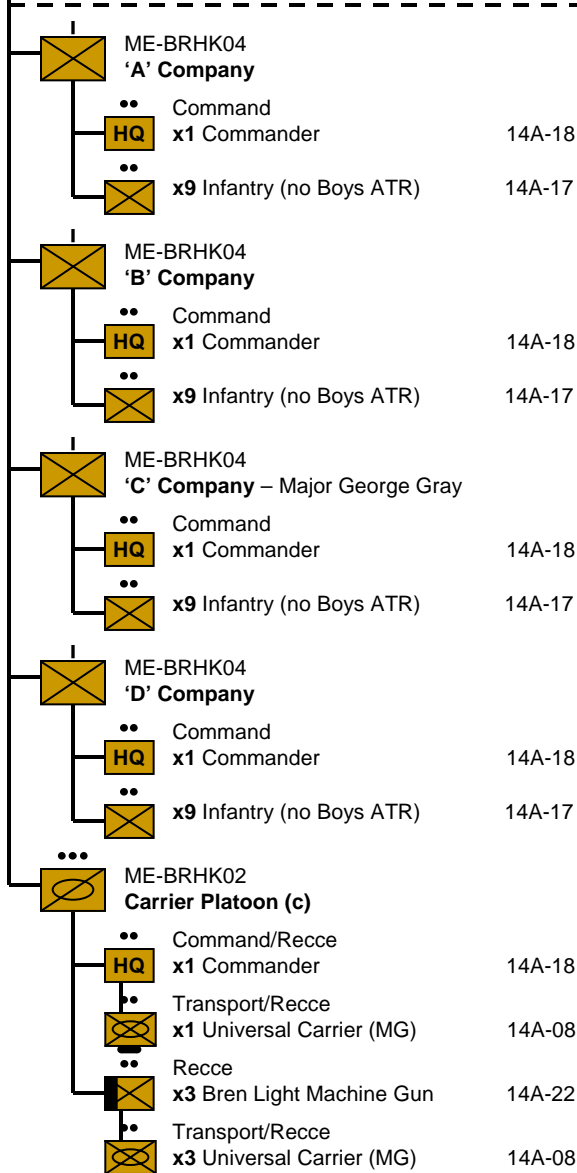 ME-BRHK04
‘A’ Company
Command
HQ x1 Commander 14A-18
x9 Infantry (no Boys ATR) 14A-17
ME-BRHK04
‘B’ Company
Command
HQ x1 Commander 14A-18
x9 Infantry (no Boys ATR) 14A-17
ME-BRHK04
‘C’ Company – Major George Gray
Command
HQ x1 Commander 14A-18
x9 Infantry (no Boys ATR) 14A-17
ME-BRHK04
‘D’ Company
Command
HQ x1 Commander 14A-18
x9 Infantry (no Boys ATR) 14A-17
ME-BRHK02
Carrier Platoon (c)
Command/Recce
HQ x1 Commander 14A-18
Transport/Recce
x1 Universal Carrier (MG) 14A-08
Recce
x3 Bren Light Machine Gun 14A-22
Transport/Recce
x3 Universal Carrier (MG) 14A-08